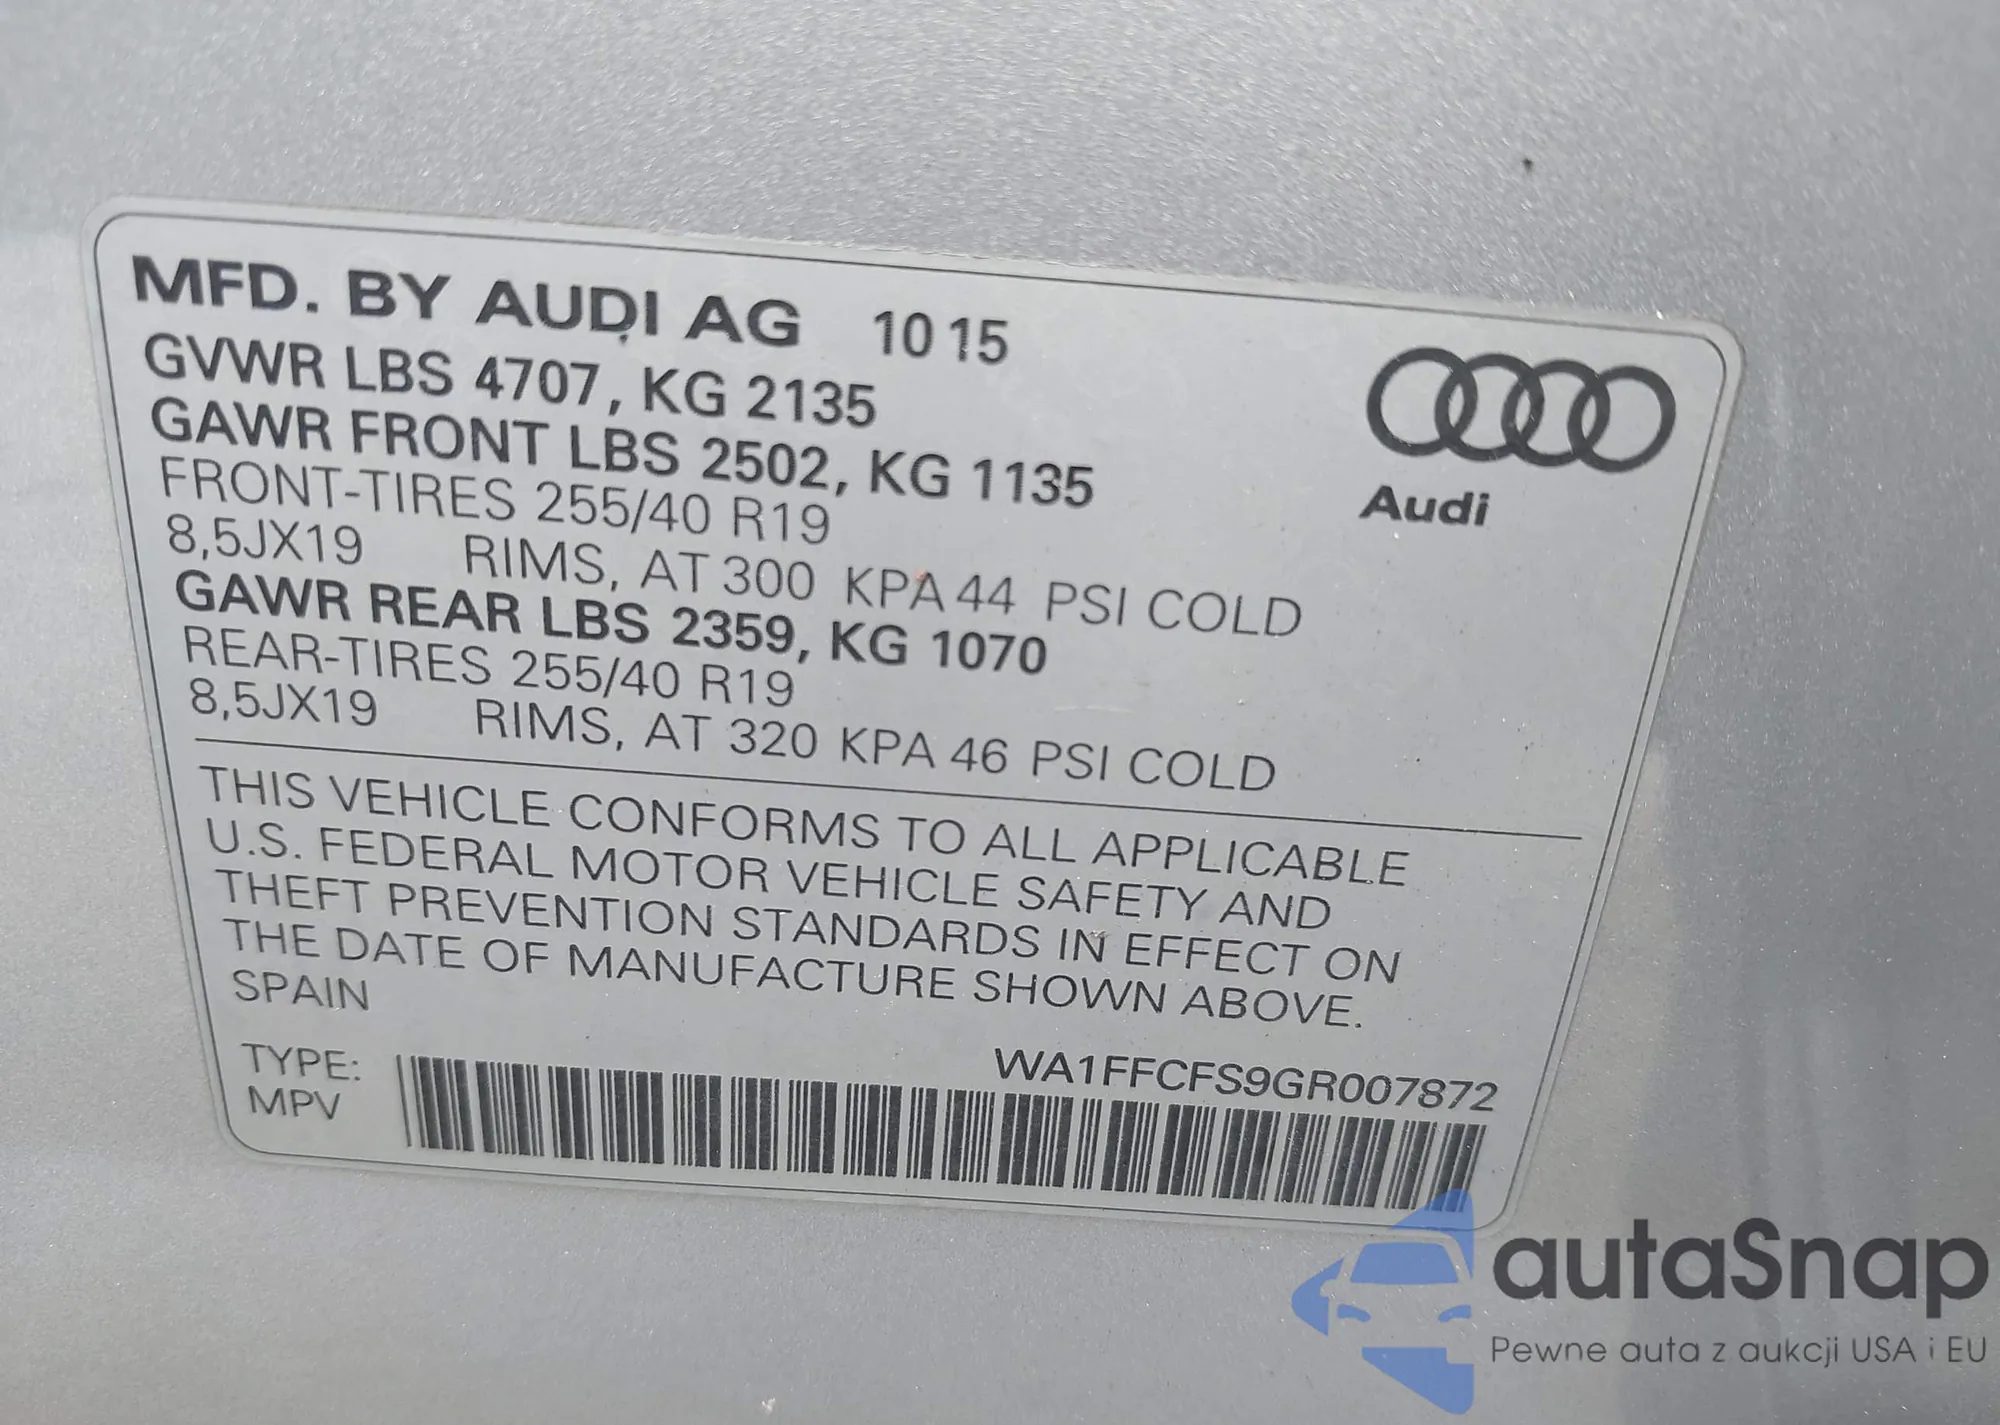 MFD. BY AUDI AG 10 15
GVWR LBS 4707, KG 2135
GAWR FRONT LBS 2502, KG 1135
FRONT-TIRES 255/40 R19
8,5JX19 RIMS, AT 300 KPA 44 PSI COLD
GAWR REAR LBS 2359, KG 1070
REAR-TIRES 255/40 R19
8,5JX19 RIMS, AT 320 KPA 46 PSI COLD
Audi
THIS VEHICLE CONFORMS TO ALL APPLICABLE
U.S. FEDERAL MOTOR VEHICLE SAFETY AND
THEFT PREVENTION STANDARDS IN EFFECT ON
THE DATE OF MANUFACTURE SHOWN ABOVE.
SPAIN
TYPE:
MPV
WA1FFCFS9GR007872
autaSnap
Pewne auta z aukcji USA i EU